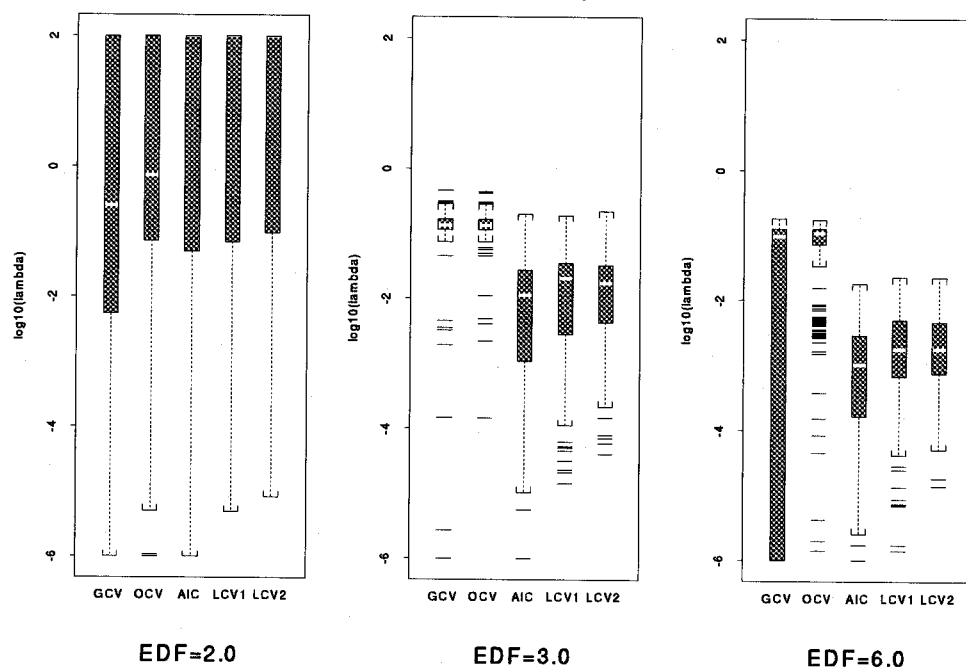 2
0
-2
-4
-6
log10(lambda)
GCV OCV AIC LCV1 LCV2
EDF=2.0
2
0
-2
-4
-6
log10(lambda)
GCV OCV AIC LCV1 LCV2
EDF=3.0
2
0
-2
-4
-6
log10(lambda)
GCV OCV AIC LCV1 LCV2
EDF=6.0